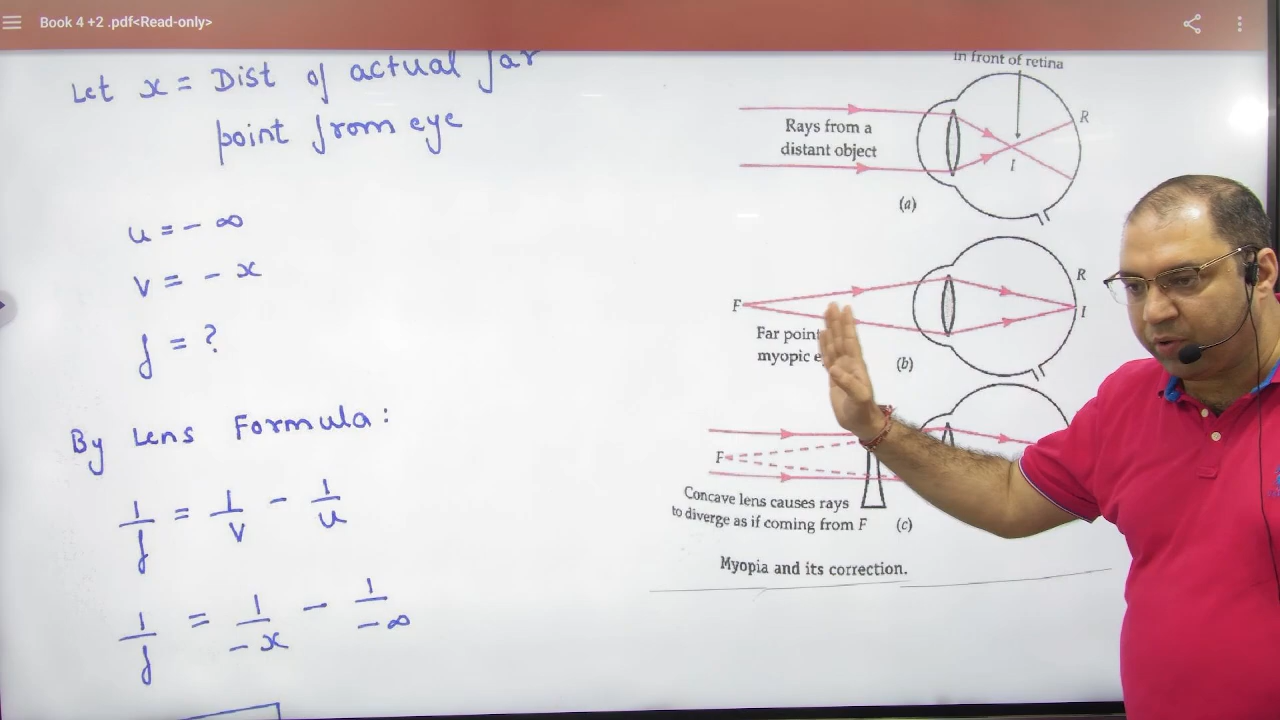 Book 4 +2 .pdf<Read-only>
Let x = Dist of actual far
point from eye
u = - ∞
v = - x
f = ?
By Lens Formula:
1/f = 1/v - 1/u
1/f = 1/-x - 1/-∞
in front of retina
Rays from a
distant object
R
I
(a)
F
R
I
Far point
myopic e
(b)
F
Concave lens causes rays
to diverge as if coming from F (c)
Myopia and its correction.